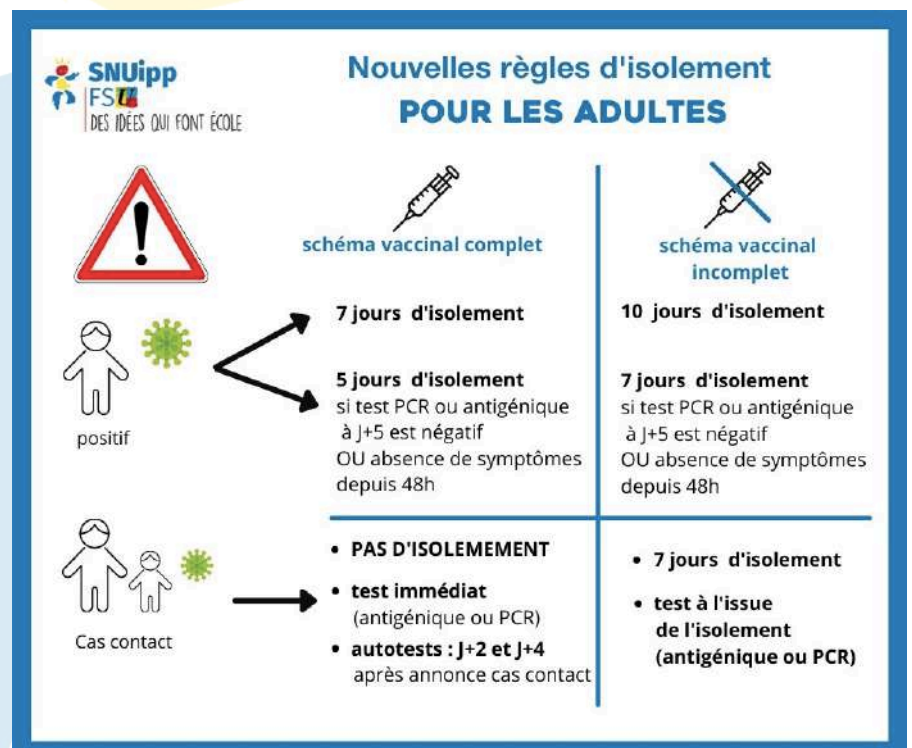 SNUipp
FSU
DES IDÉES QUI FONT ÉCOLE
Nouvelles règles d'isolement
POUR LES ADULTES
schéma vaccinal complet
schéma vaccinal
incomplet
positif
7 jours d'isolement
5 jours d'isolement
si test PCR ou antigénique
à J+5 est négatif
OU absence de symptômes
depuis 48h
10 jours d'isolement
7 jours d'isolement
si test PCR ou antigénique
à J+5 est négatif
OU absence de symptômes
depuis 48h
Cas contact
• PAS D'ISOLEMEMENT
• test immédiat
(antigénique ou PCR)
• autotests : J+2 et J+4
après annonce cas contact
• 7 jours d'isolement
• test à l'issue
de l'isolement
(antigénique ou PCR)